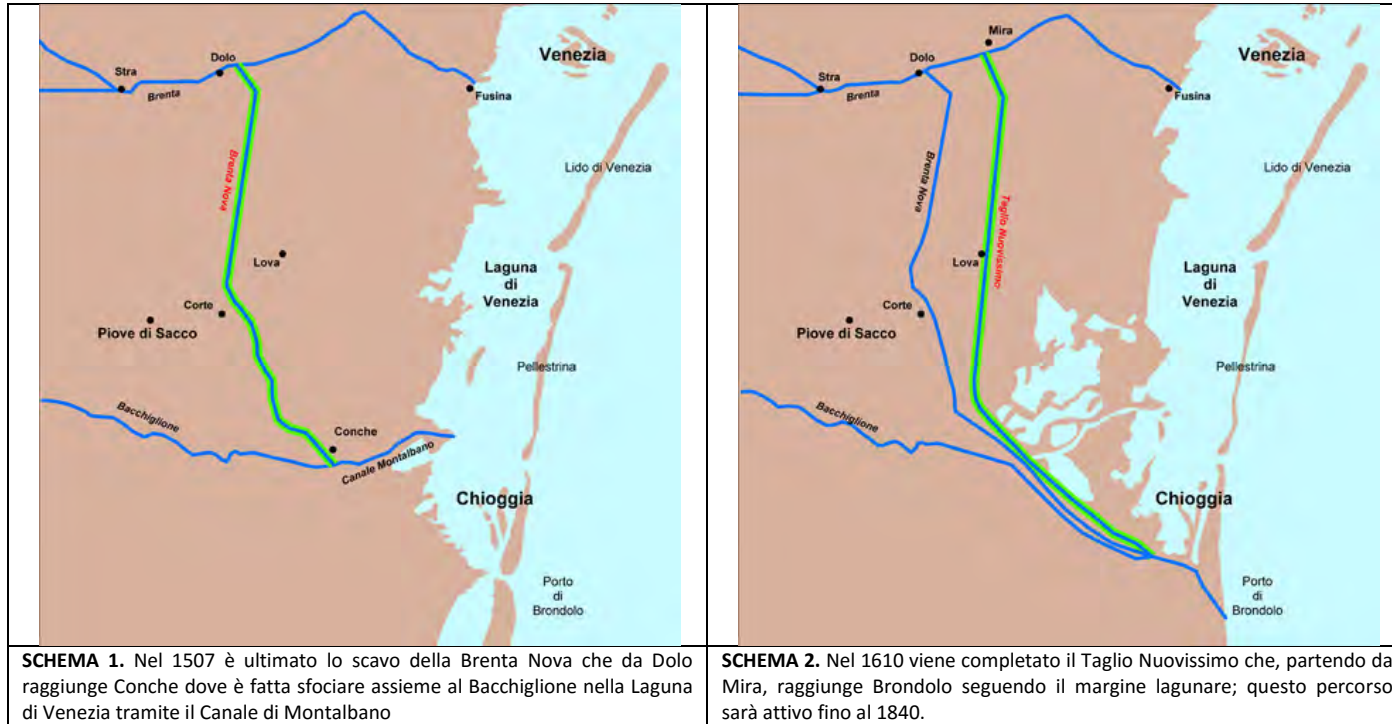 Dolo
Venezia
Stra
Brenta
Fusina
Lido di Venezia
Brenta Nova
Lova
Laguna
di
Venezia
Corte
Piove di Sacco
Pellestrina
Bacchiglione
Conche
Canale Montalbano
Chioggia
Porto
di
Brondolo
SCHEMA 1. Nel 1507 è ultimato lo scavo della Brenta Nova che da Dolo
raggiunge Conche dove è fatta sfociare assieme al Bacchiglione nella Laguna
di Venezia tramite il Canale di Montalbano
Mira
Dolo
Venezia
Stra
Brenta
Fusina
Lido di Venezia
Brenta Nova
Taglio Nuovissimo
Lova
Laguna
di
Venezia
Corte
Piove di Sacco
Pellestrina
Bacchiglione
Chioggia
Porto
di
Brondolo
SCHEMA 2. Nel 1610 viene completato il Taglio Nuovissimo che, partendo da
Mira, raggiunge Brondolo seguendo il margine lagunare; questo percorso
sarà attivo fino al 1840.